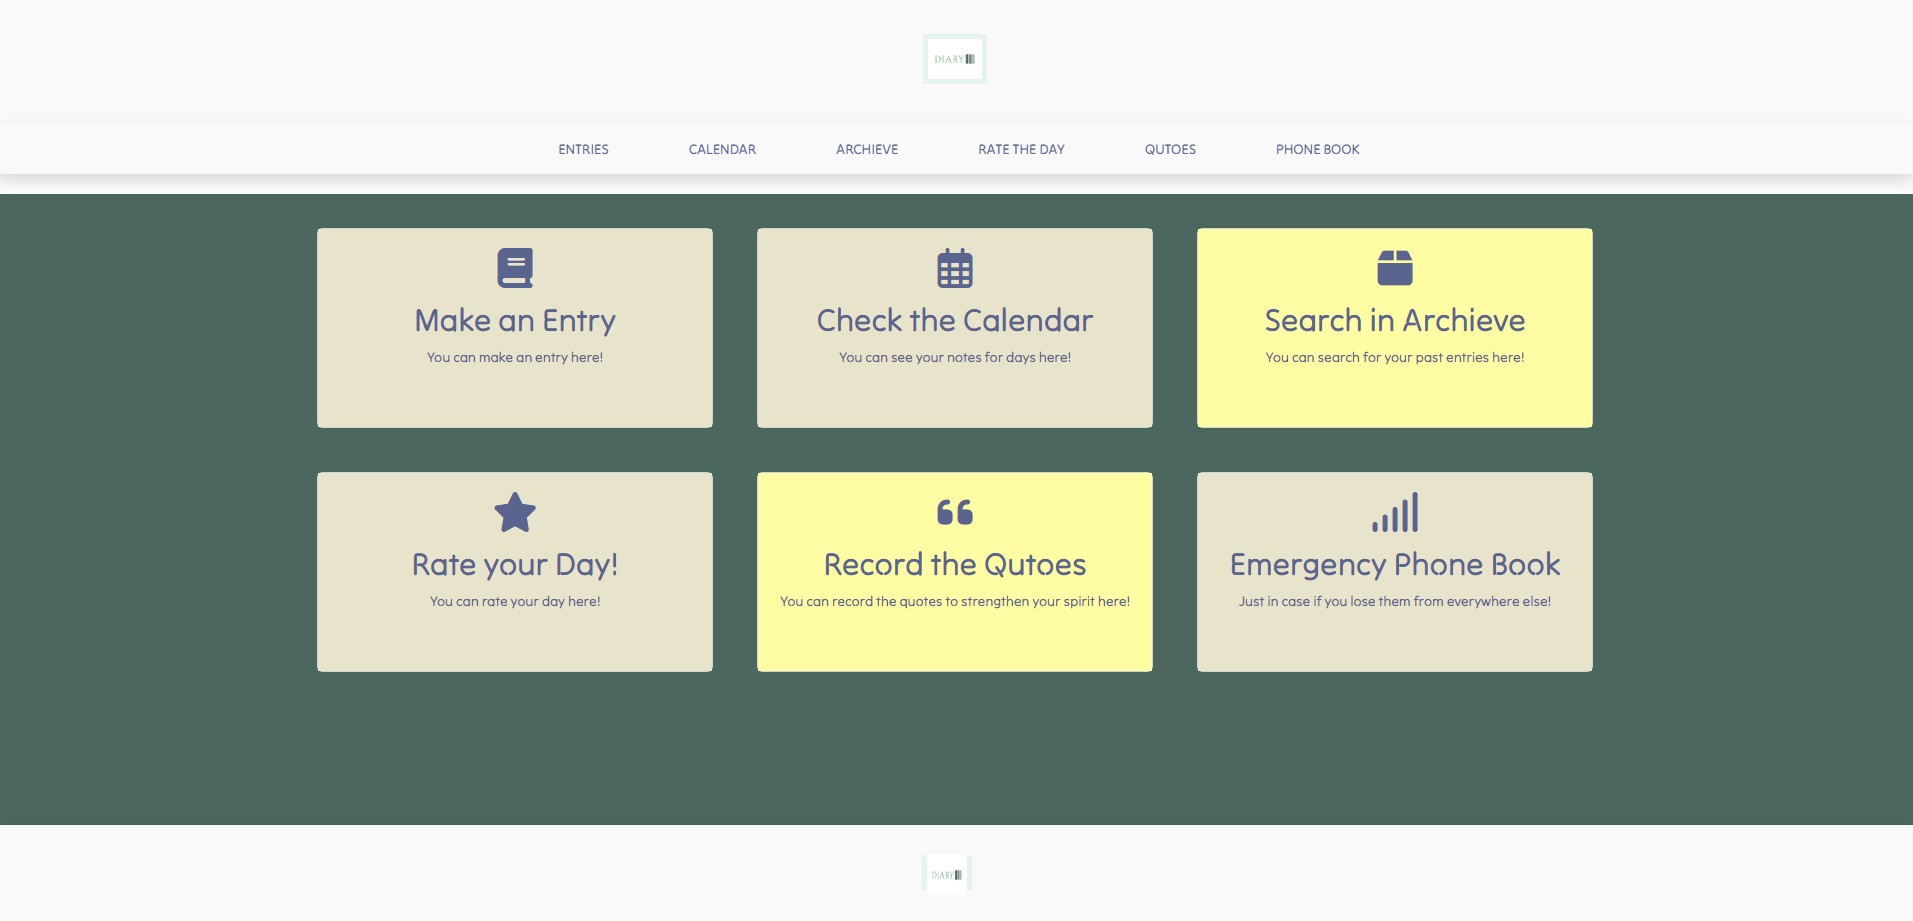 DIARY
ENTRIES CALENDAR ARCHIEVE RATE THE DAY QUTOES PHONE BOOK
Make an Entry
You can make an entry here!
Check the Calendar
You can see your notes for days here!
Search in Archieve
You can search for your past entries here!
Rate your Day!
You can rate your day here!
Record the Qutoes
You can record the quotes to strengthen your spirit here!
Emergency Phone Book
Just in case if you lose them from everywhere else!
DIARY